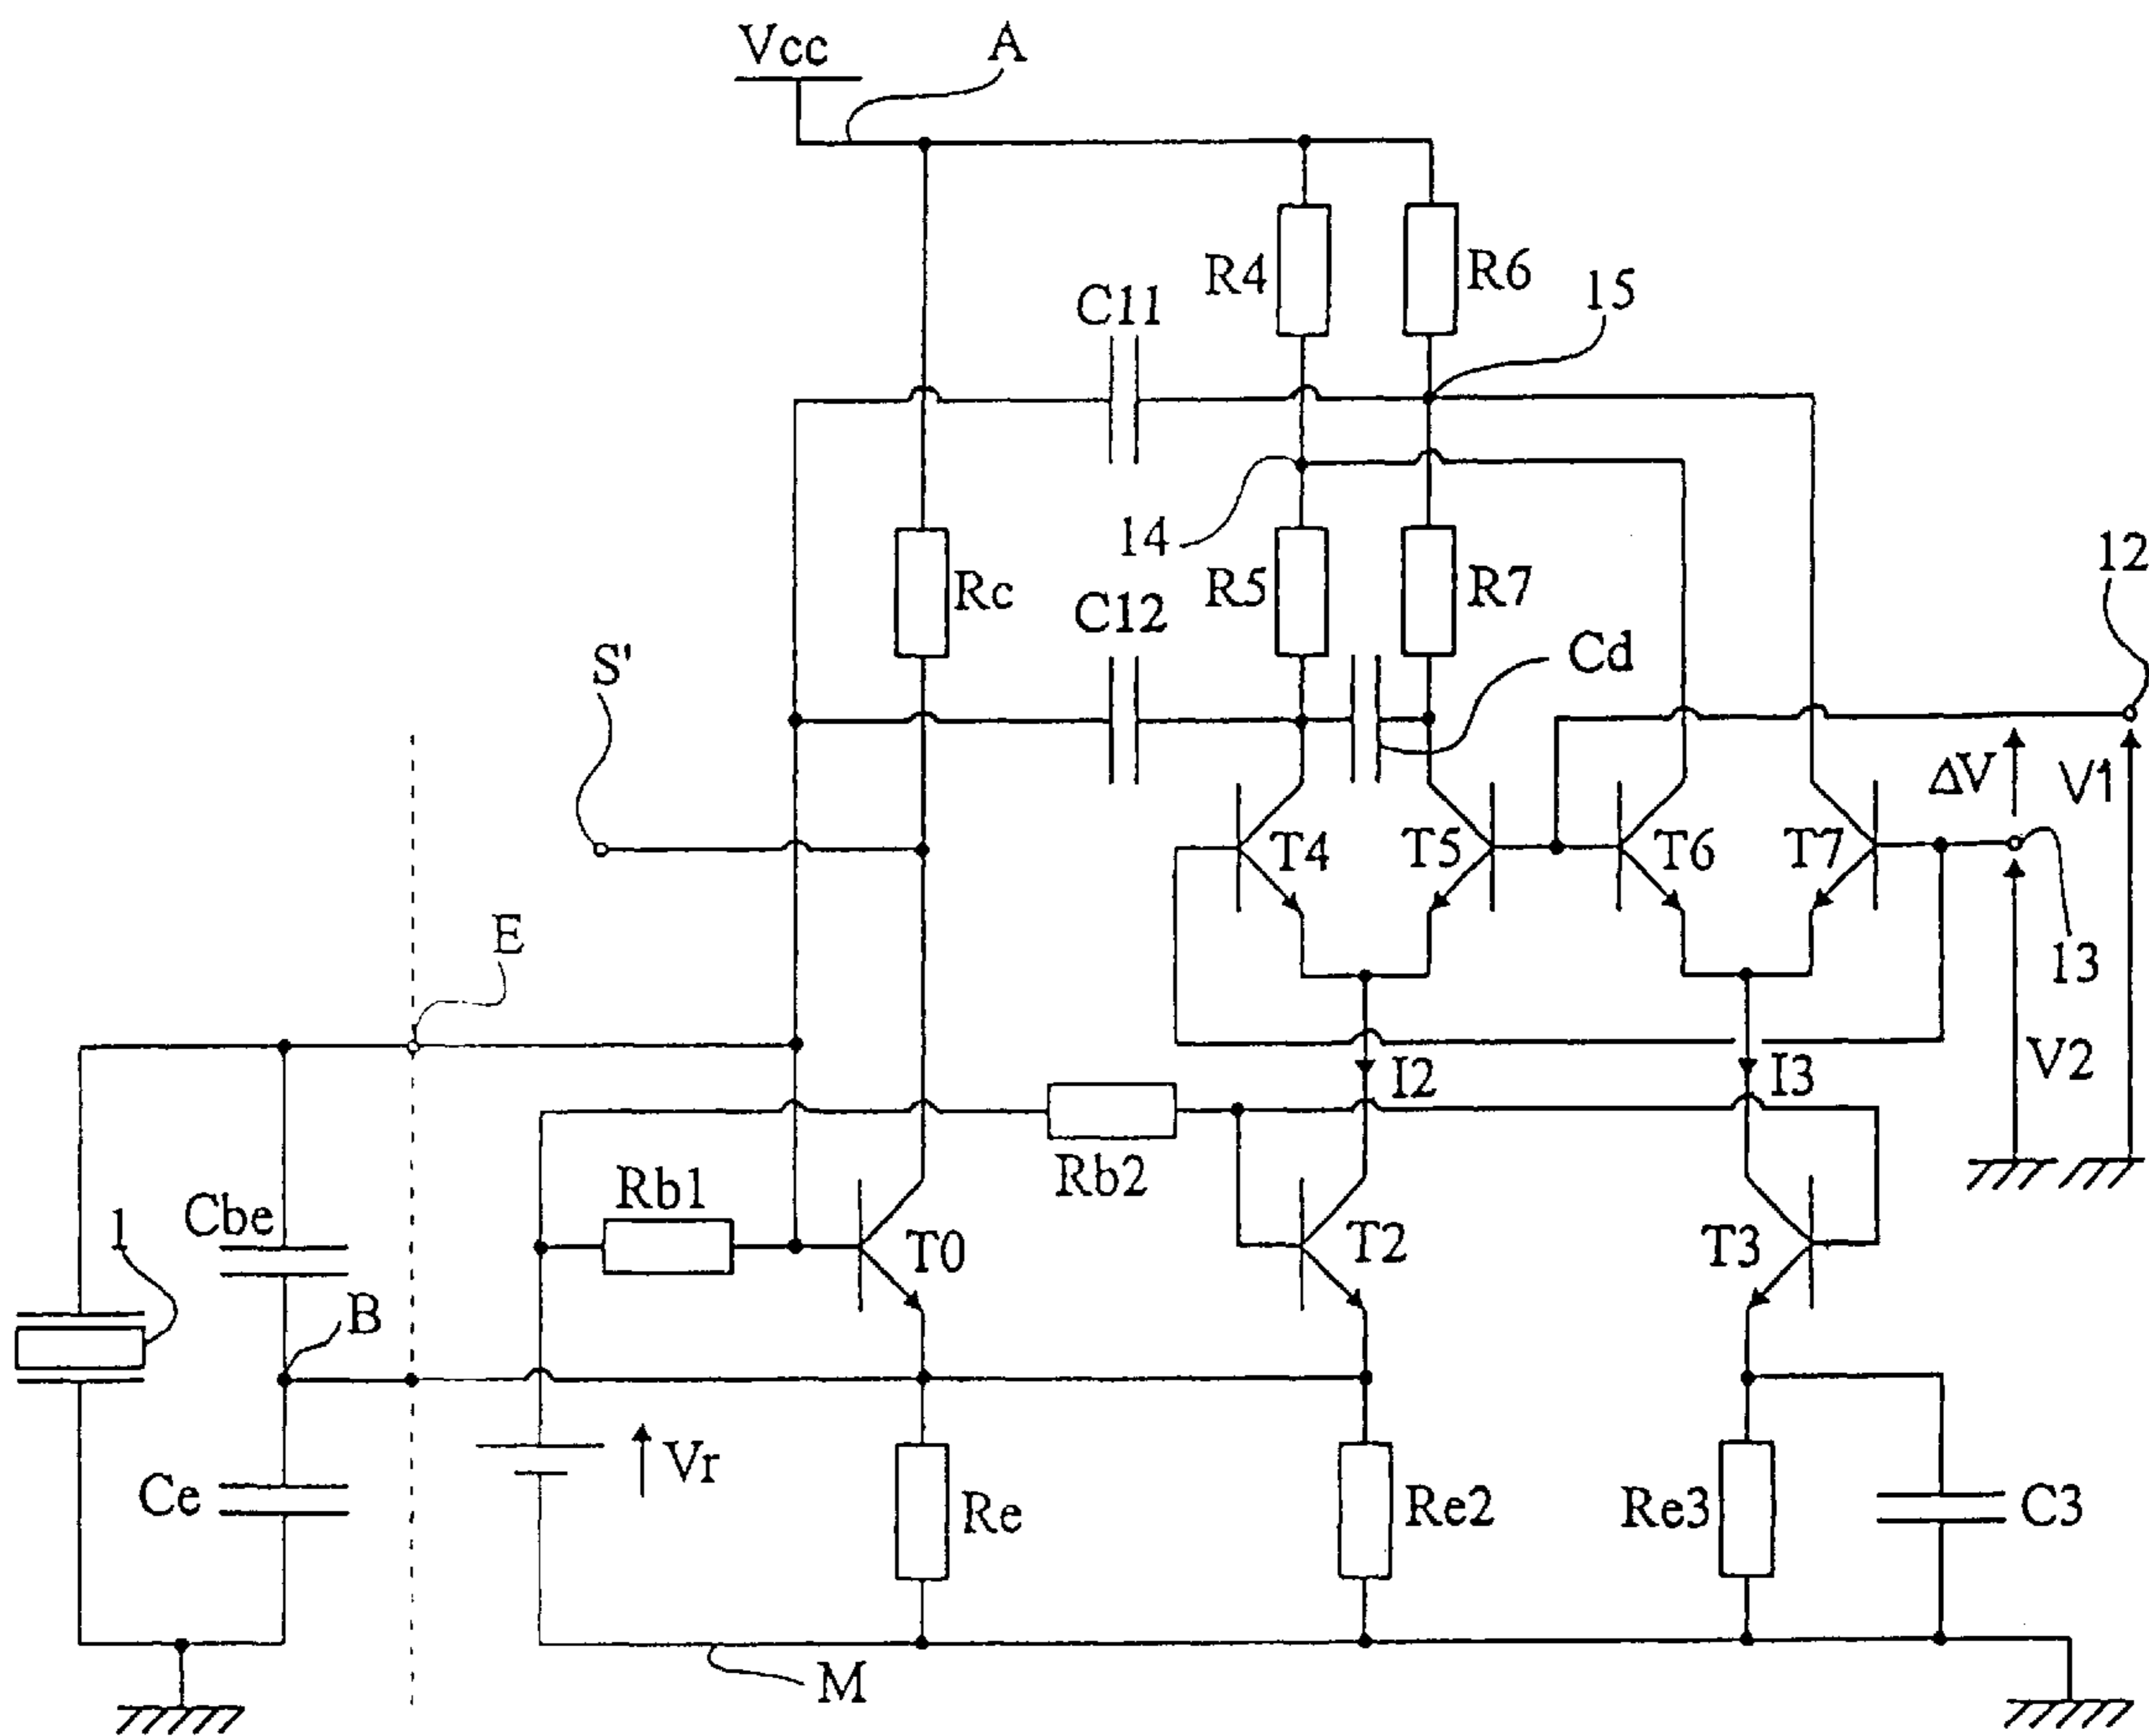 Vcc
A
R4
R6
C11
15
14
R5
R7
Rc
12
C12
Cd
S'
ΔV
V1
T4
T5
T6
T7
E
13
I2
I3
V2
Rb2
Rb1
Cbe
1
T0
T2
T3
B
Vr
Ce
Re
Re2
Re3
C3
M